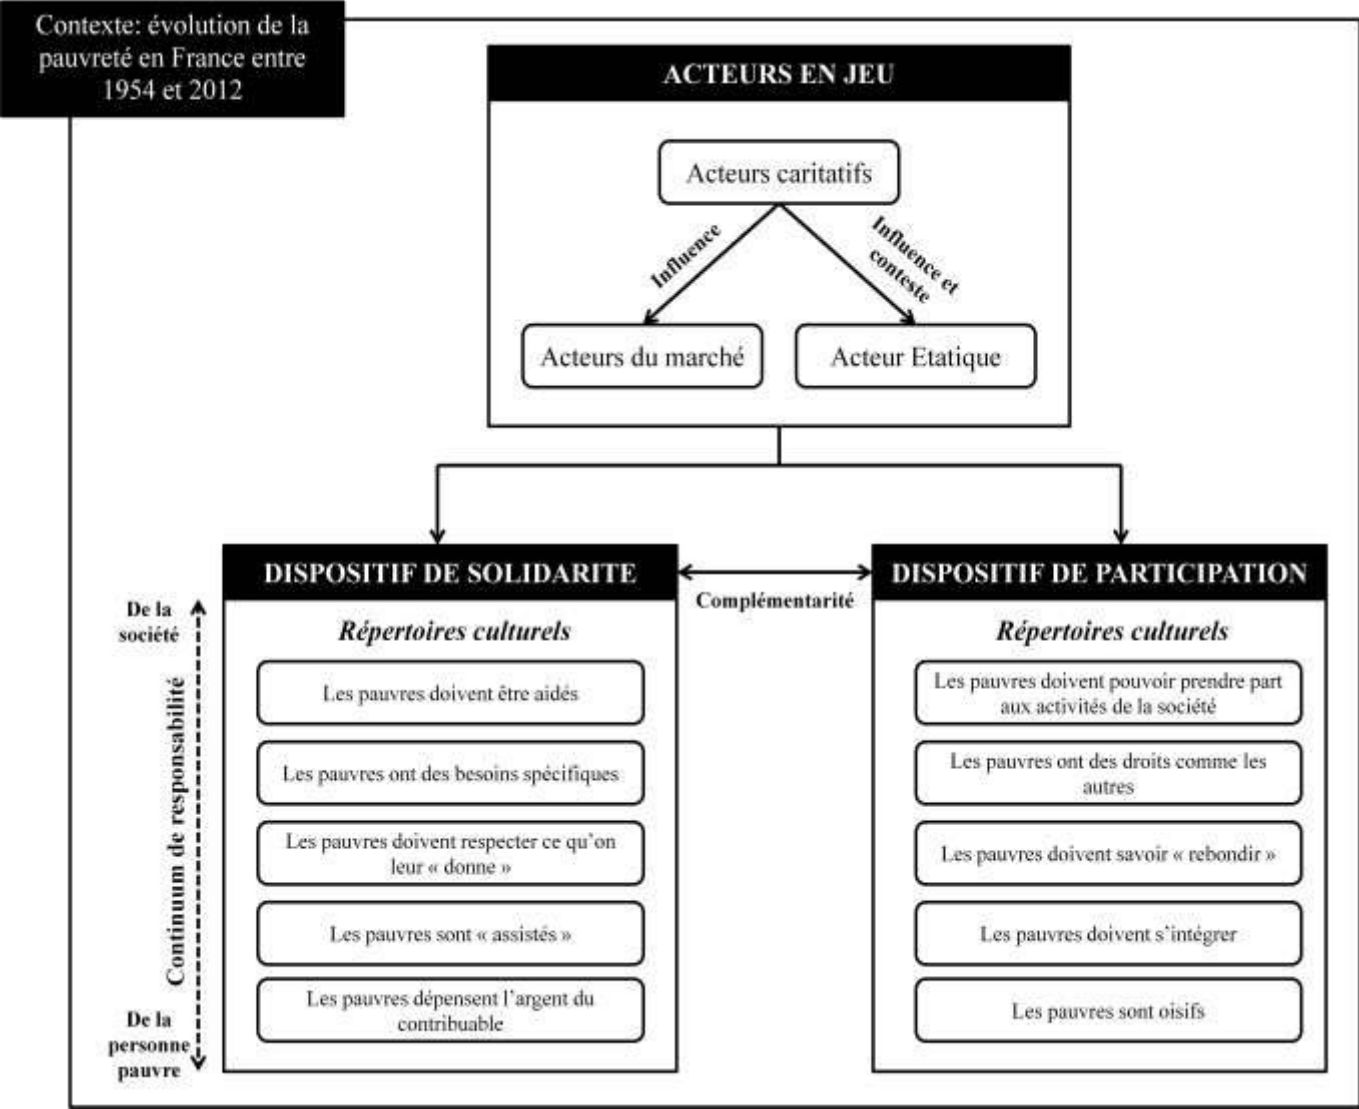 Contexte: évolution de la
pauvreté en France entre
1954 et 2012
ACTEURS EN JEU
Acteurs caritatifs
Influence
Influence et
conteste
Acteurs du marché
Acteur Etatique
DISPOSITIF DE SOLIDARITE
Complémentarité
DISPOSITIF DE PARTICIPATION
De la
société
Continuum de responsabilité
De la
personne
pauvre
Répertoires culturels
Les pauvres doivent être aidés
Les pauvres ont des besoins spécifiques
Les pauvres doivent respecter ce qu’on
leur « donne »
Les pauvres sont « assistés »
Les pauvres dépensent l’argent du
contribuable
Répertoires culturels
Les pauvres doivent pouvoir prendre part
aux activités de la société
Les pauvres ont des droits comme les
autres
Les pauvres doivent savoir « rebondir »
Les pauvres doivent s’intégrer
Les pauvres sont oisifs